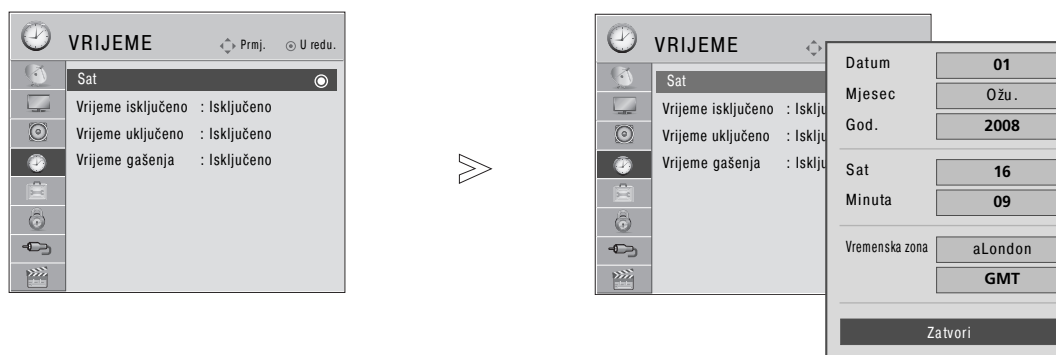 VRIJEME Prmj. U redu.
Sat
Vrijeme isključeno : Isključeno
Vrijeme uključeno : Isključeno
Vrijeme gašenja : Isključeno
VRIJEME
Sat
Vrijeme isključeno : Isklju
Vrijeme uključeno : Isklju
Vrijeme gašenja : Isklju
Datum 01
Mjesec Ožu.
God. 2008
Sat 16
Minuta 09
Vremenska zona aLondon
GMT
Zatvori